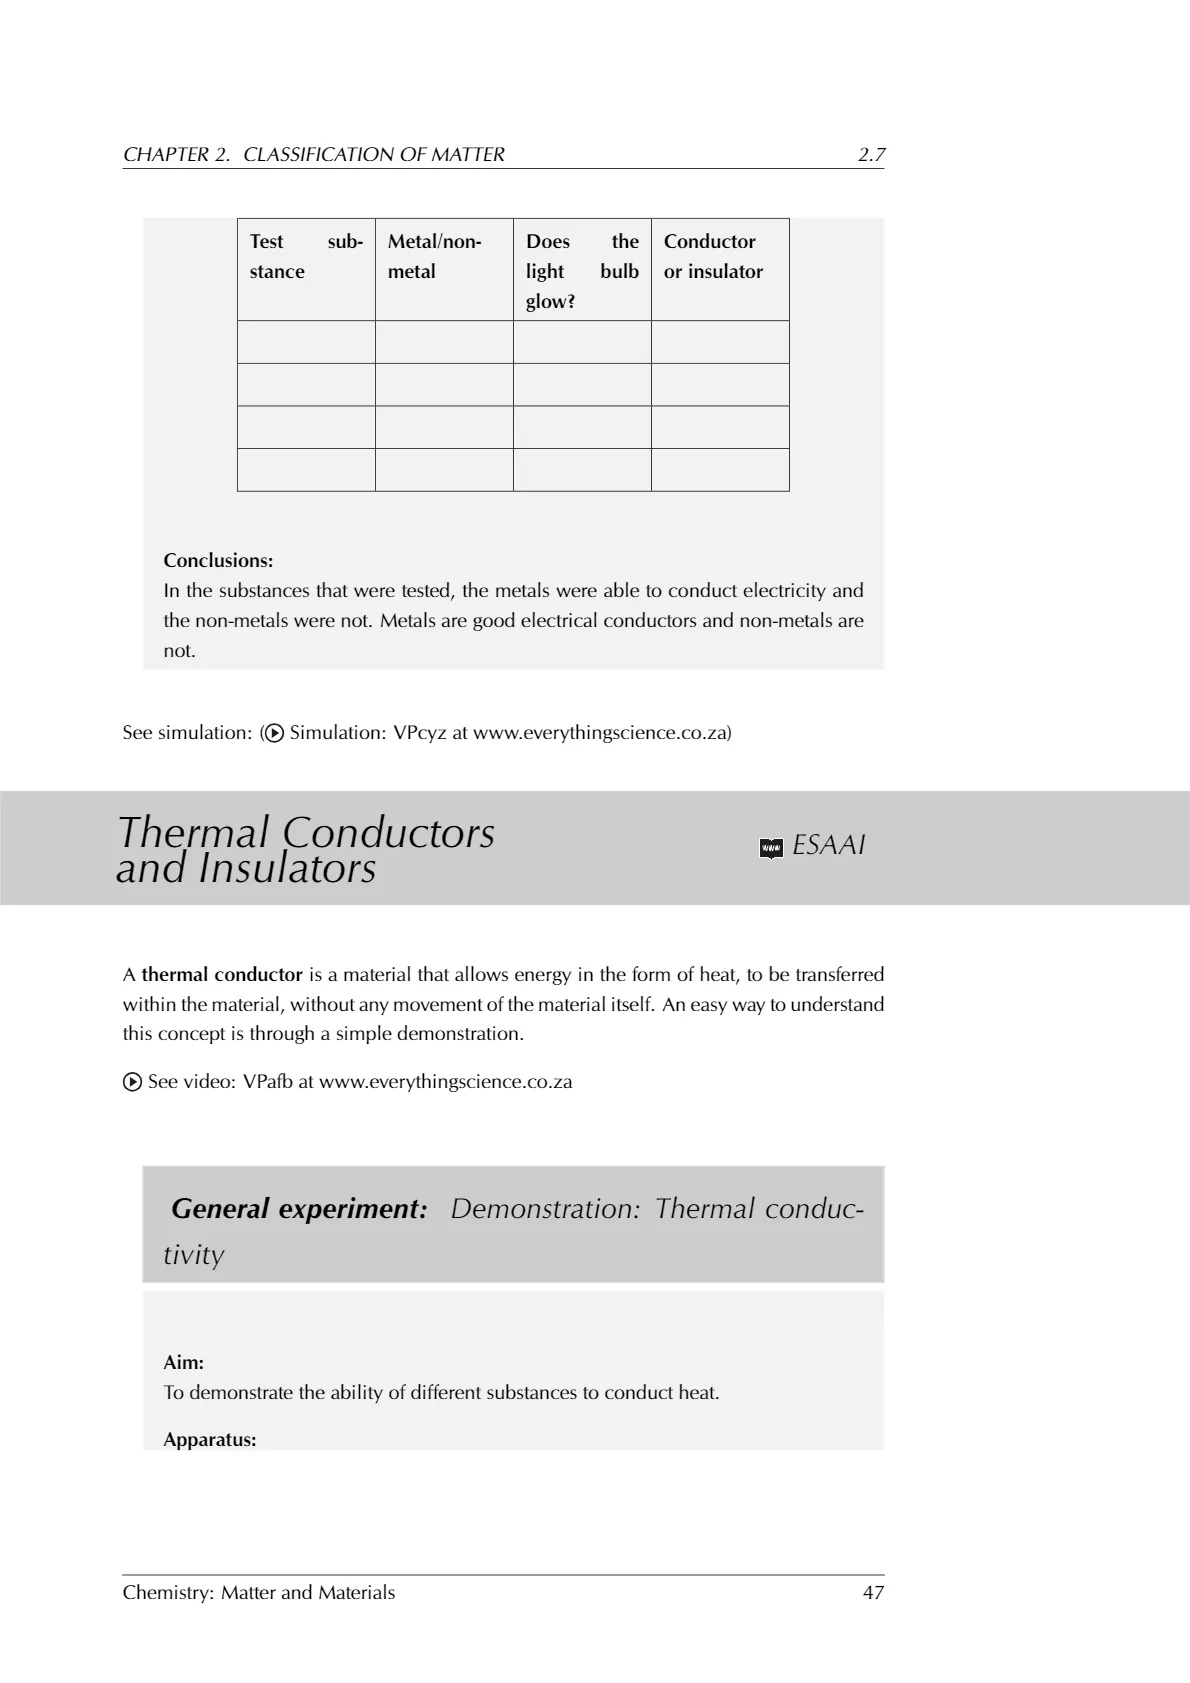 CHAPTER 2. CLASSIFICATION OF MATTER 2.7
Test sub- Metal/non- Does the Conductor
stance metal light bulb or insulator
glow?
Conclusions:
In the substances that were tested, the metals were able to conduct electricity and
the non-metals were not. Metals are good electrical conductors and non-metals are
not.
See simulation: ( Simulation: VPcyz at www.everythingscience.co.za)
Thermal Conductors
and Insulators
www ESAAI
A thermal conductor is a material that allows energy in the form of heat, to be transferred
within the material, without any movement of the material itself. An easy way to understand
this concept is through a simple demonstration.
See video: VPafb at www.everythingscience.co.za
General experiment: Demonstration: Thermal conduc-
tivity
Aim:
To demonstrate the ability of different substances to conduct heat.
Apparatus:
Chemistry: Matter and Materials 47